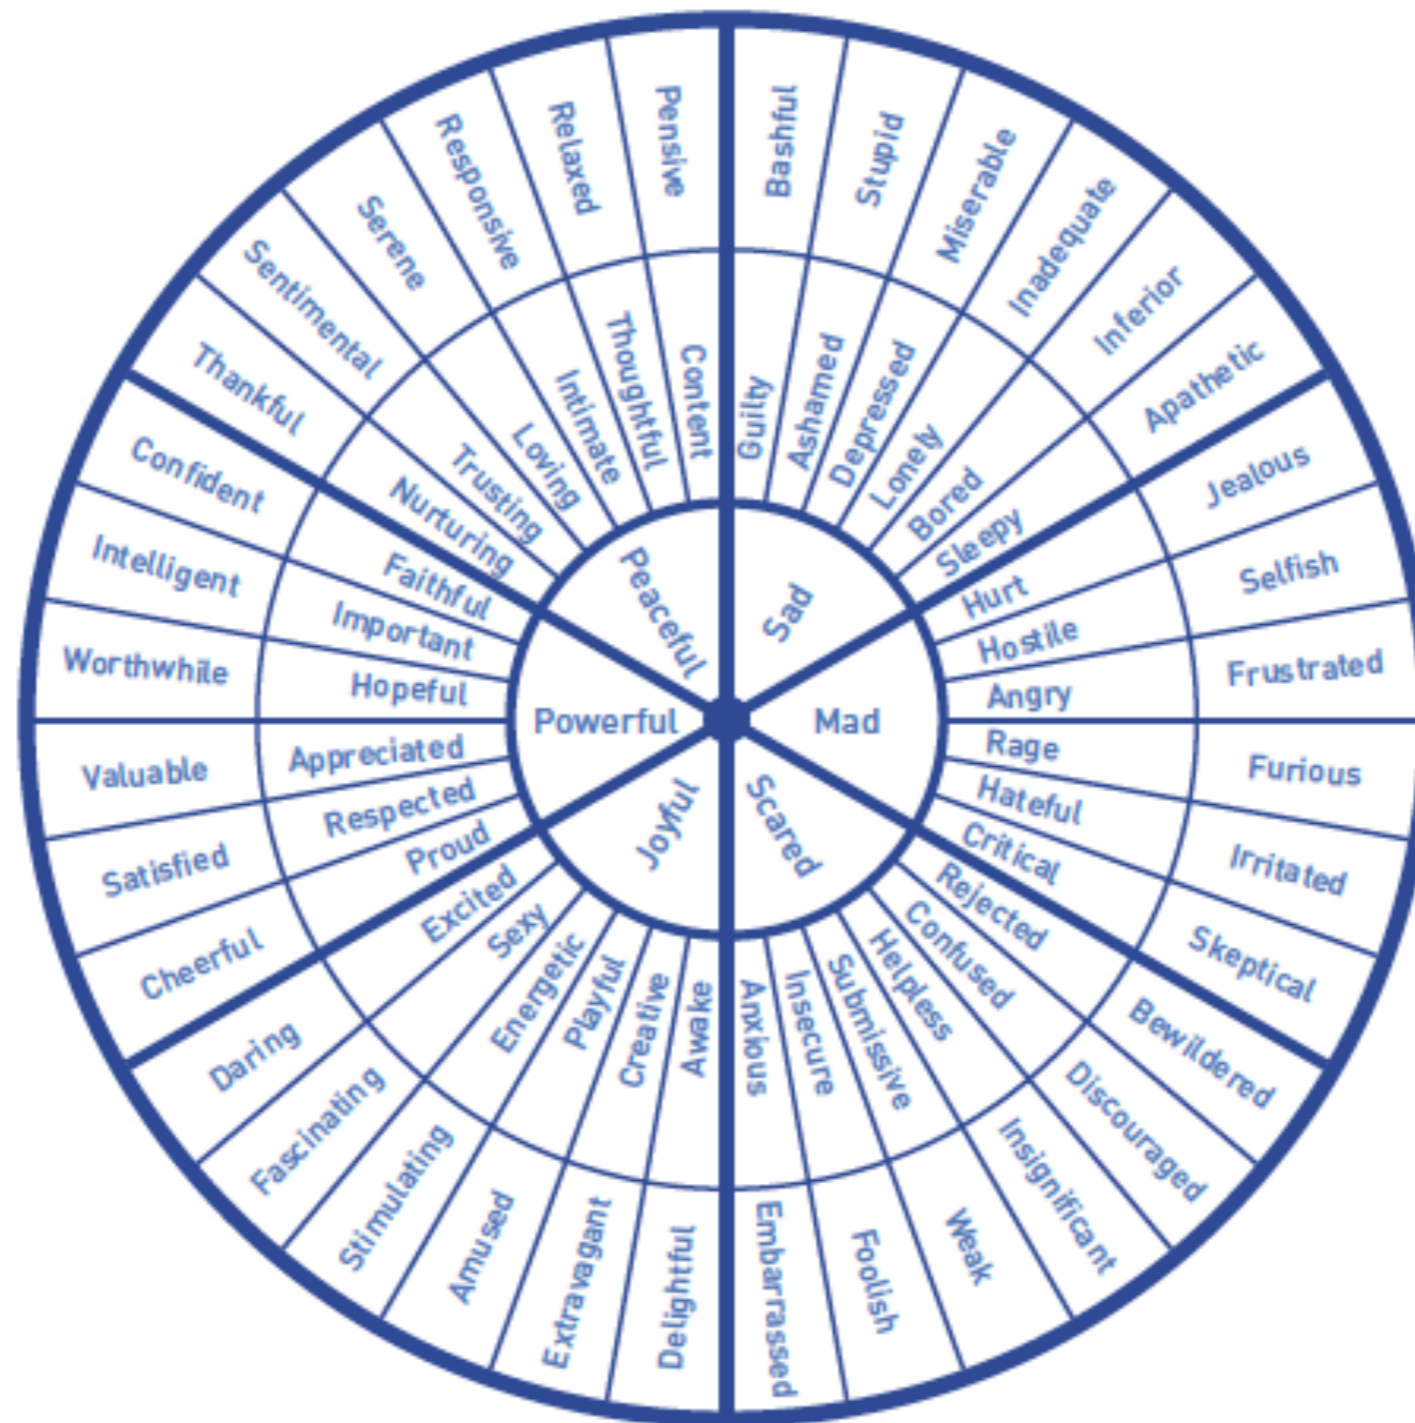 Sad
Mad
Scared
Joyful
Powerful
Peaceful
Guilty
Ashamed
Depressed
Lonely
Bored
Sleepy
Hurt
Hostile
Angry
Rage
Hateful
Critical
Rejected
Confused
Helpless
Submissive
Insecure
Anxious
Awake
Creative
Playful
Energetic
Sexy
Excited
Proud
Respected
Appreciated
Hopeful
Important
Faithful
Nurturing
Trusting
Loving
Intimate
Thoughtful
Content
Bashful
Stupid
Miserable
Inadequate
Inferior
Apathetic
Jealous
Selfish
Frustrated
Furious
Irritated
Skeptical
Bewildered
Discouraged
Insignificant
Weak
Foolish
Embarrassed
Delightful
Extravagant
Amused
Stimulating
Fascinating
Daring
Cheerful
Satisfied
Valuable
Worthwhile
Intelligent
Confident
Thankful
Sentimental
Serene
Responsive
Relaxed
Pensive